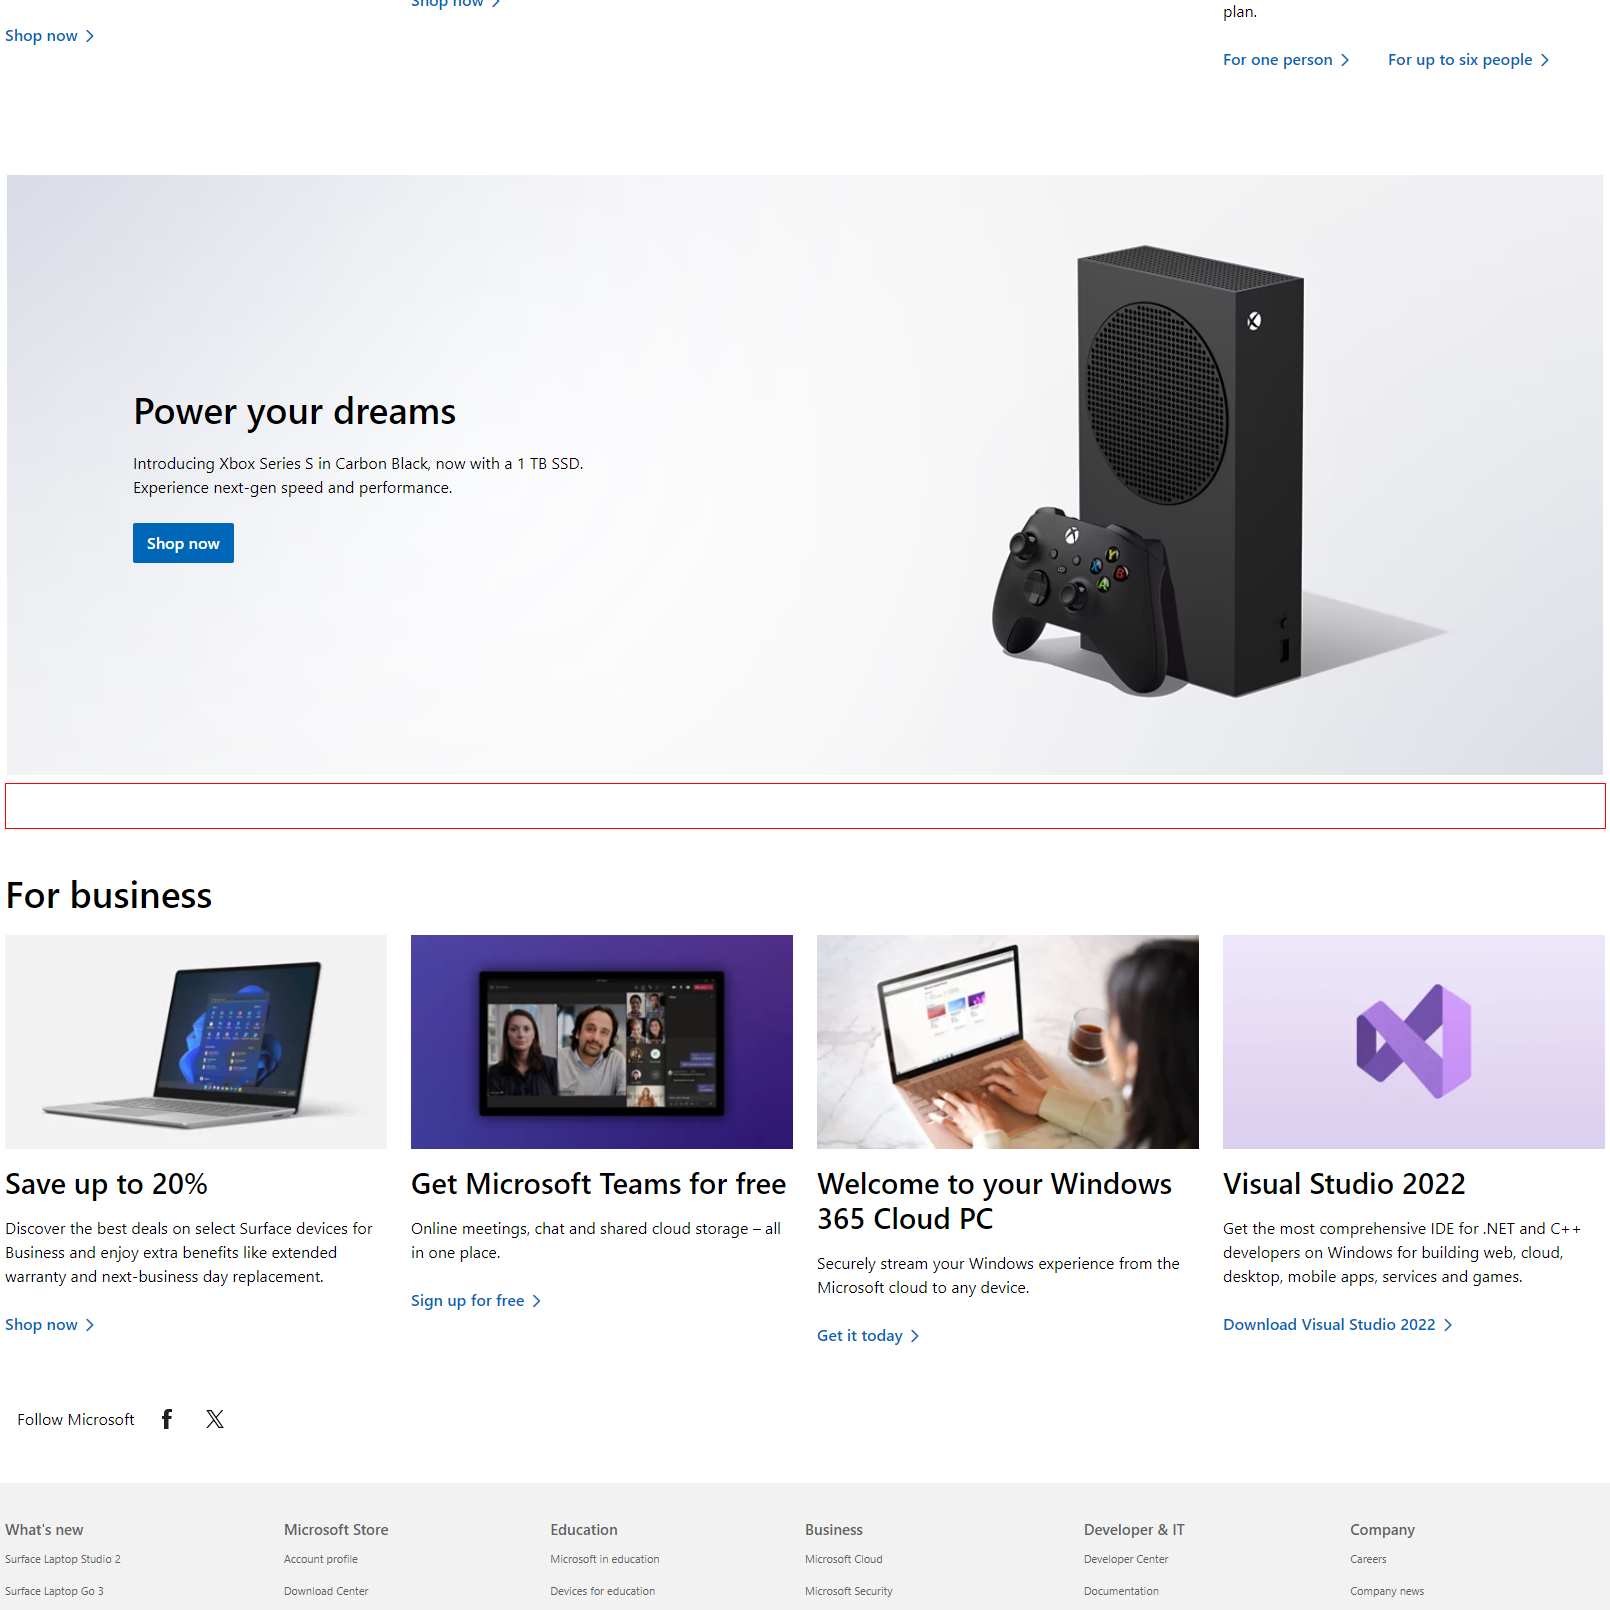 Shop now
Shop now
plan.
For one person
For up to six people
Power your dreams
Introducing Xbox Series S in Carbon Black, now with a 1 TB SSD.
Experience next-gen speed and performance.
Shop now
For business
Save up to 20%
Discover the best deals on select Surface devices for
Business and enjoy extra benefits like extended
warranty and next-business day replacement.
Shop now
Get Microsoft Teams for free
Online meetings, chat and shared cloud storage – all
in one place.
Sign up for free
Welcome to your Windows
365 Cloud PC
Securely stream your Windows experience from the
Microsoft cloud to any device.
Get it today
Visual Studio 2022
Get the most comprehensive IDE for .NET and C++
developers on Windows for building web, cloud,
desktop, mobile apps, services and games.
Download Visual Studio 2022
Follow Microsoft
What's new
Surface Laptop Studio 2
Surface Laptop Go 3
Microsoft Store
Account profile
Download Center
Education
Microsoft in education
Devices for education
Business
Microsoft Cloud
Microsoft Security
Developer & IT
Developer Center
Documentation
Company
Careers
Company news